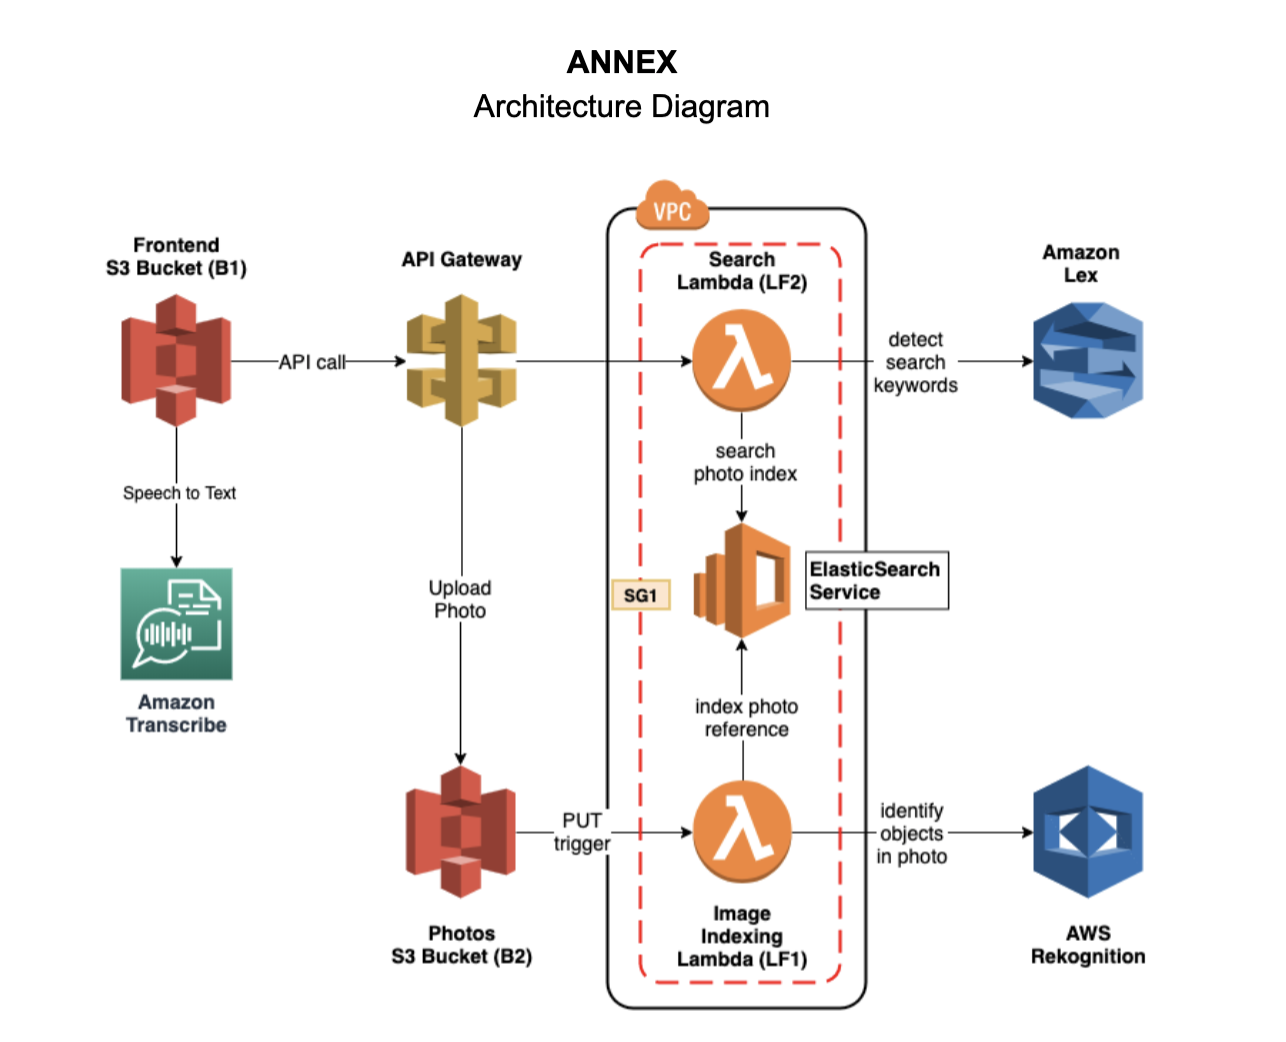 ANNEX
Architecture Diagram
VPC
Frontend
S3 Bucket (B1)
API Gateway
Search
Lambda (LF2)
Amazon
Lex
API call
detect
search
keywords
search
photo index
Speech to Text
Upload
Photo
SG1
ElasticSearch
Service
Amazon
Transcribe
index photo
reference
PUT
trigger
identify
objects
in photo
Photos
S3 Bucket (B2)
Image
Indexing
Lambda (LF1)
AWS
Rekognition